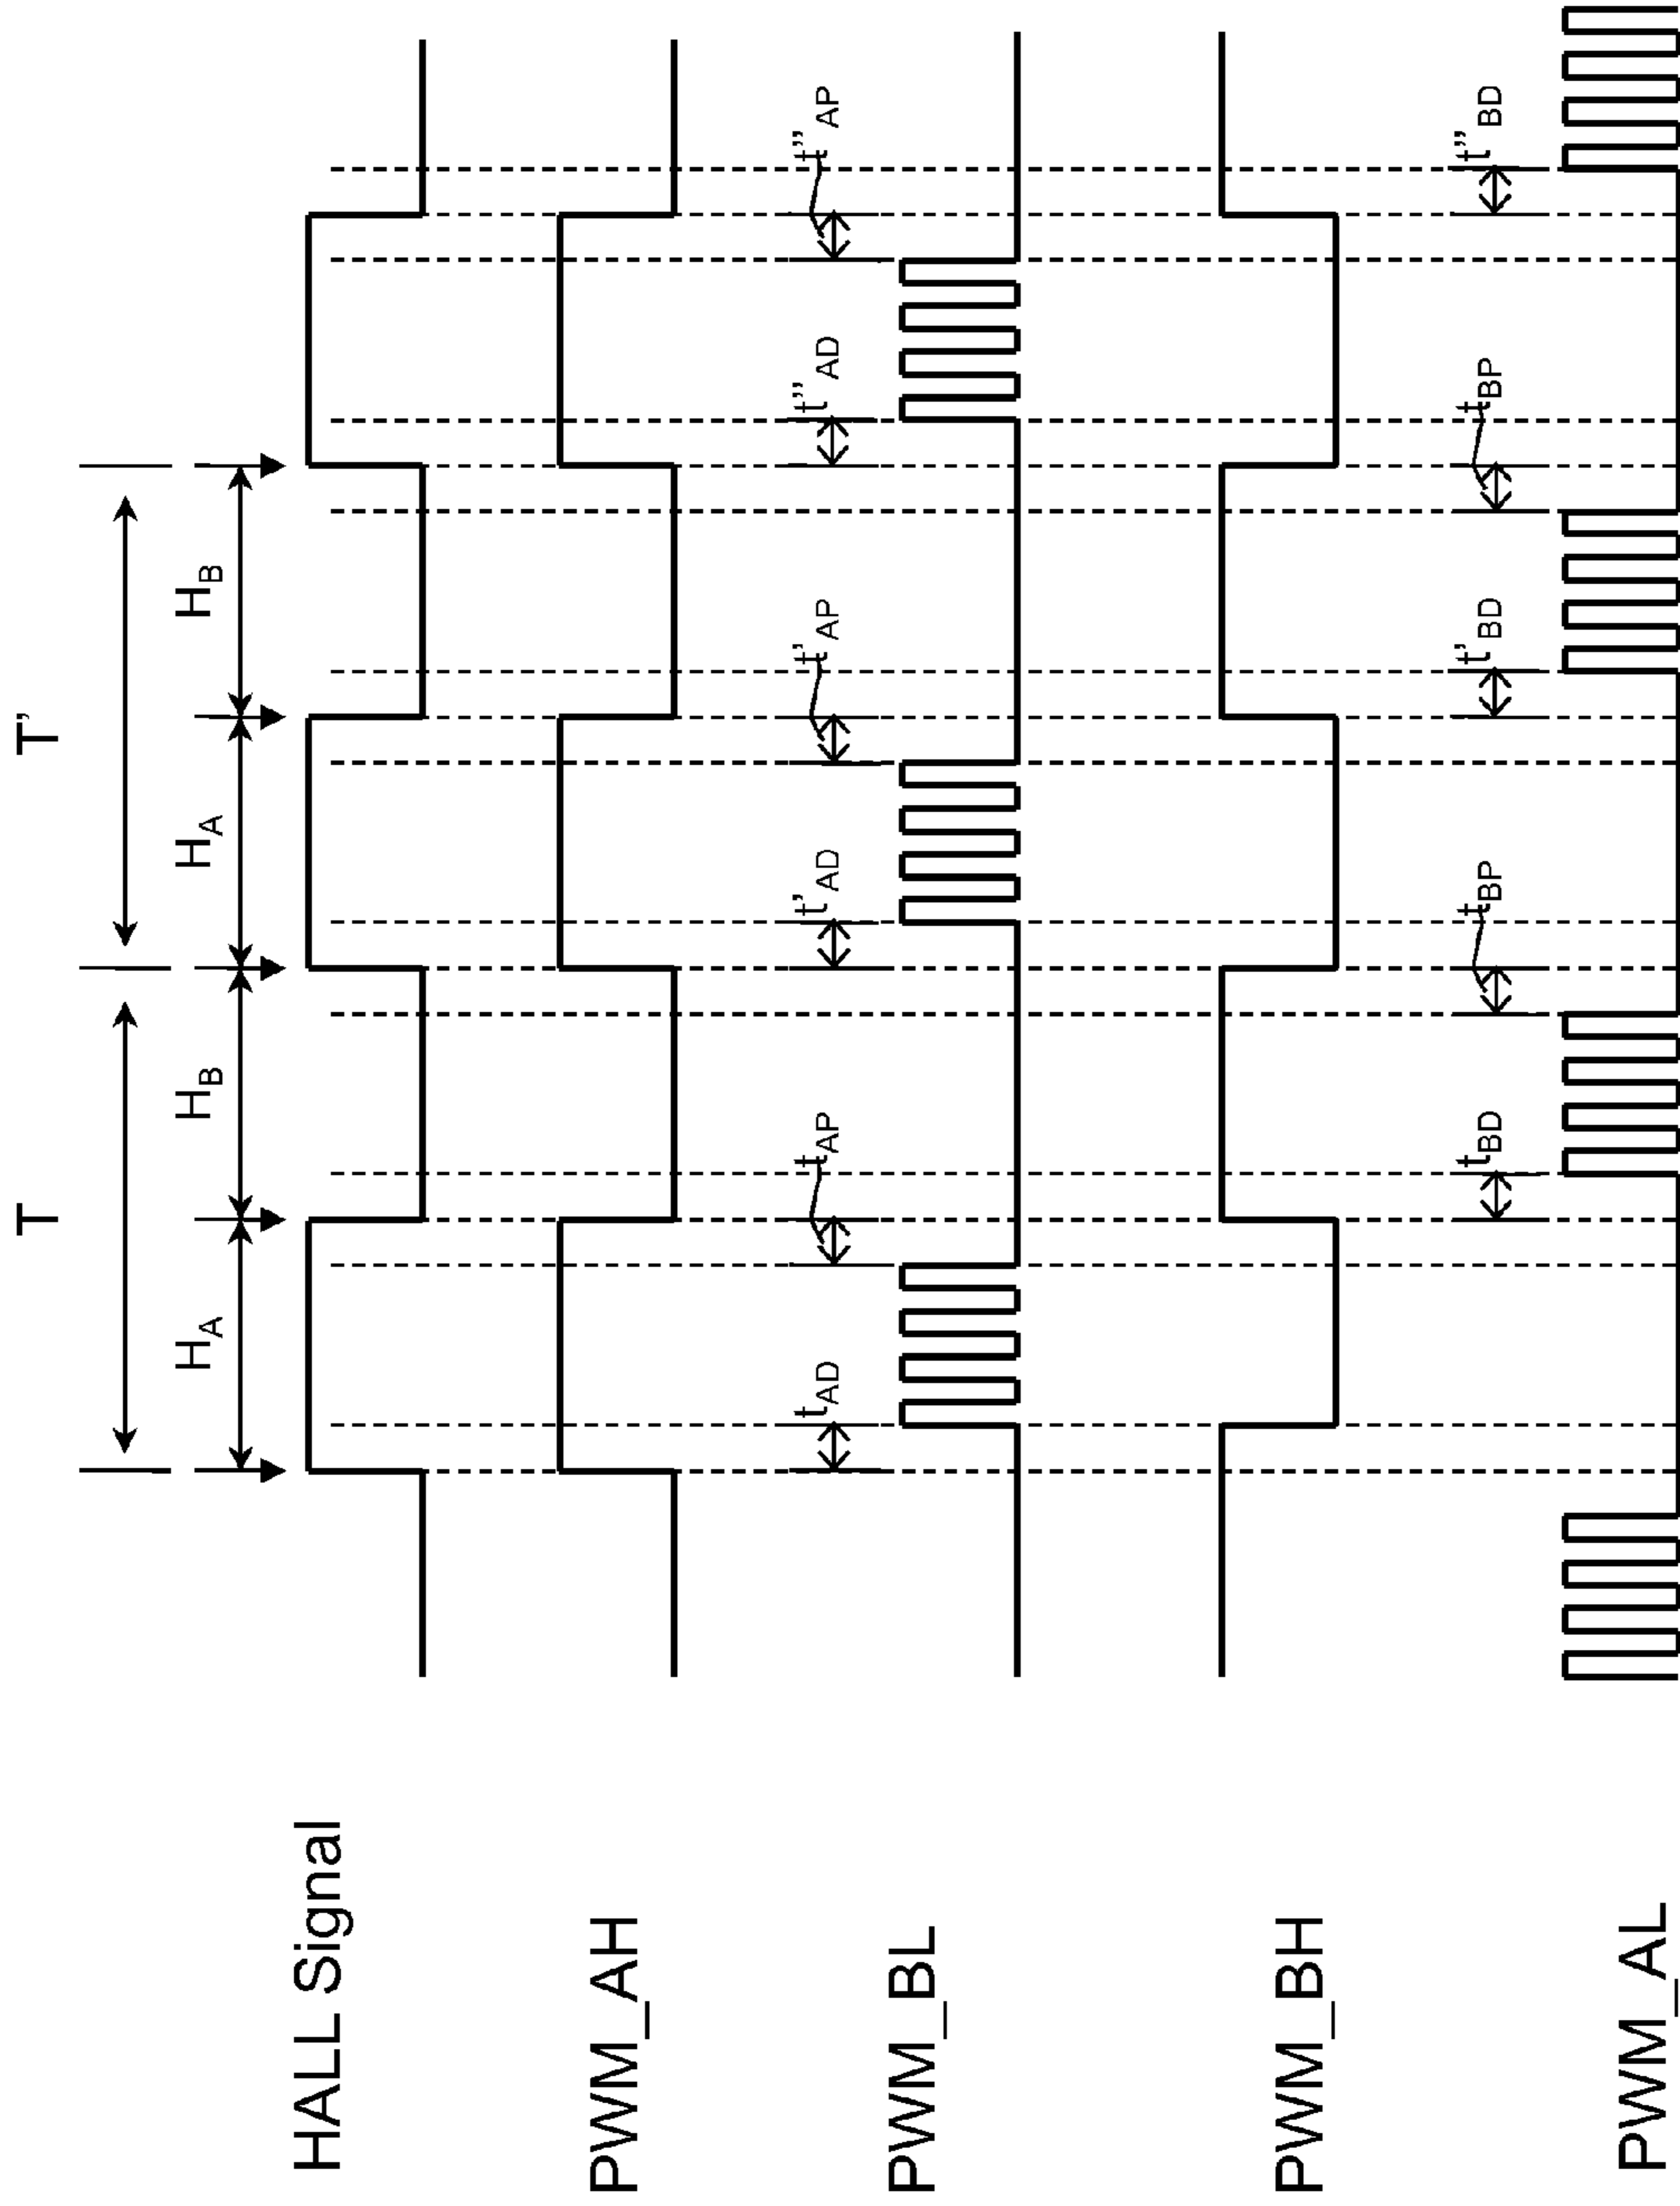 T T'
H_A H_B H_A H_B
HALL Signal
PWM_AH
t_AD t_AP t'_AD t'_AP t''_AD t''_AP
PWM_BL
PWM_BH
t_BD t_BP t'_BD t_BP t''_BD
PWM_AL